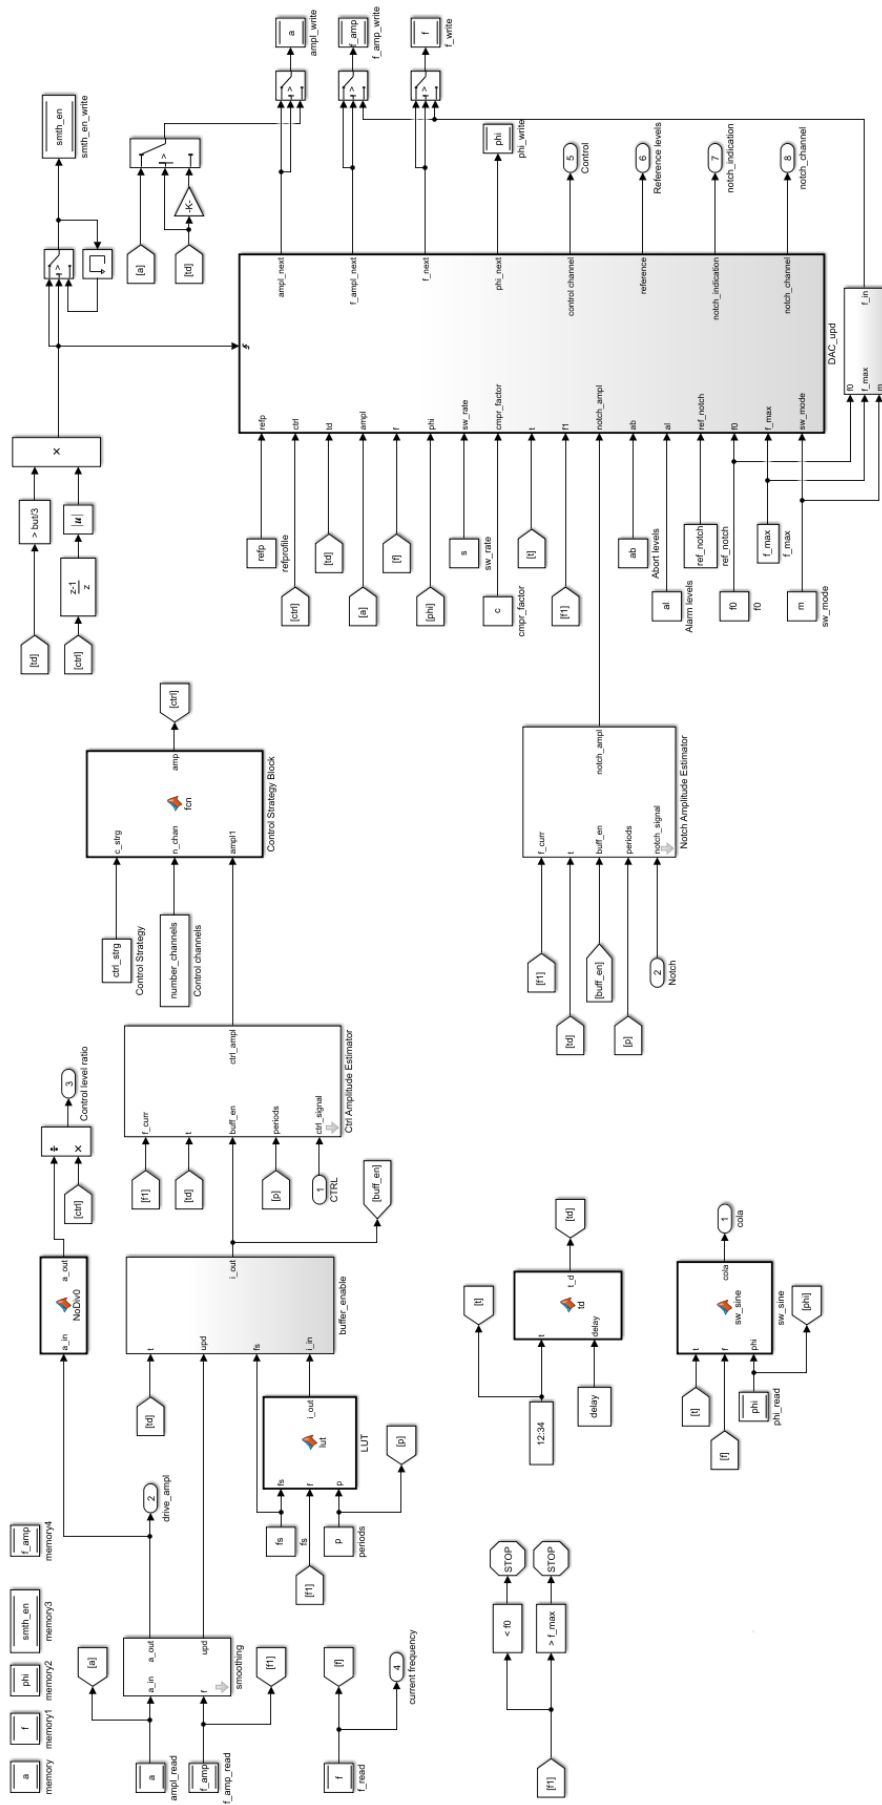 a
memory
f
memory1
phi
memory2
smth_en
memory3
f_amp
memory4
a
ampl_read
f_amp
f_amp_read
[a]
[f1]
a_in
f
a_out
upd
smoothing
2
drive_ampl
f
f_read
[f]
4
current frequency
a_in
a_out
NoDiv0
[ctrl]
÷
×
3
Control level ratio
fs
fs
[f1]
p
periods
fs
f
p
i_out
lut
LUT
[p]
[td]
t
upd
fs
i_in
i_out
buffer_enable
[buff_en]
[f1]
[td]
[p]
1
CTRL
f_curr
t
buff_en
periods
ctrl_signal
ctrl_ampl
Ctrl Amplitude Estimator
ctrl_strg
Control Strategy
number_channels
Control channels
c_strg
n_chan
ampl1
amp
fcn
Control Strategy Block
[ctrl]
[f1]
< f0
> f_max
STOP
STOP
12:34
delay
[t]
t
delay
t_d
td
[td]
[t]
[f]
phi
phi_read
t
f
phi
cola
sw_sine
sw_sine
1
cola
[phi]
[f1]
[td]
[buff_en]
[p]
2
Notch
f_curr
t
buff_en
periods
notch_signal
notch_ampl
Notch Amplitude Estimator
[td]
> but/3
[ctrl]
z-1
z
|u|
×
>
smth_en
smth_en_write
[a]
[td]
-K-
>
refp
refprofile
[ctrl]
[td]
[a]
[f]
[phi]
s
sw_rate
c
cmpr_factor
[t]
[f1]
ab
Abort levels
al
Alarm levels
ref_notch
ref_notch
f0
f0
f_max
f_max
m
sw_mode
refp
ctrl
td
ampl
f
phi
sw_rate
cmpr_factor
t
f1
notch_ampl
ab
al
ref_notch
f0
f_max
sw_mode
ampl_next
f_ampl_next
f_next
phi_next
control channel
reference
notch_indication
notch_channel
DAC_upd
f0
f_max
m
f_in
>
a
ampl_write
>
f_amp
f_amp_write
>
f
f_write
phi
phi_write
5
Control
6
Reference levels
7
notch_indication
8
notch_channel